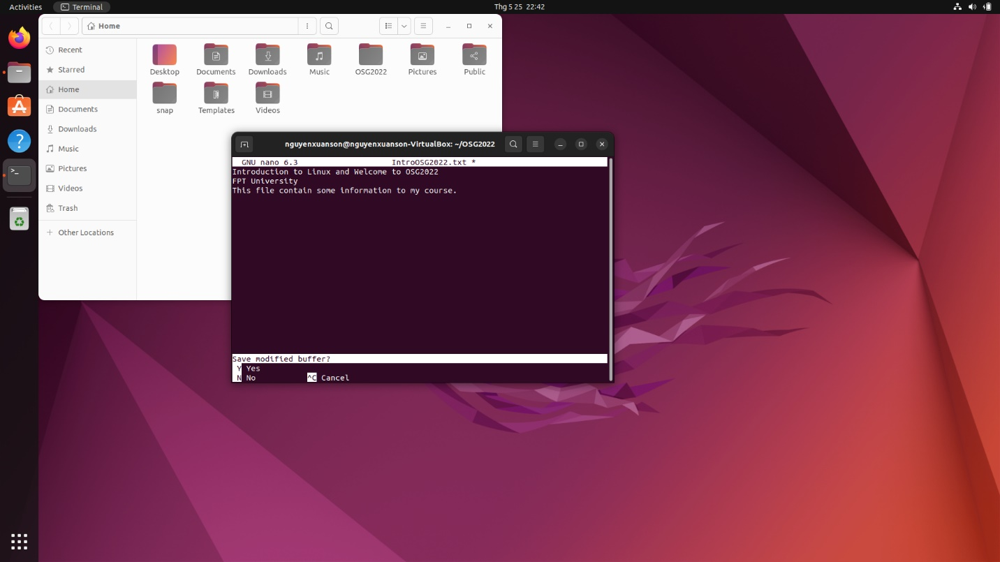 Activities
Terminal
Thg 5 25 22:42
Home
Recent
Starred
Home
Documents
Downloads
Music
Pictures
Videos
Trash
Other Locations
Desktop
Documents
Downloads
Music
OSG2022
Pictures
Public
snap
Templates
Videos
nguyenxuanson@nguyenxuanson-VirtualBox: ~/OSG2022
GNU nano 6.3 IntroOSG2022.txt *
Introduction to Linux and Welcome to OSG2022
FPT University
This file contain some information to my course.
Save modified buffer?
Y Yes
N No ^C Cancel